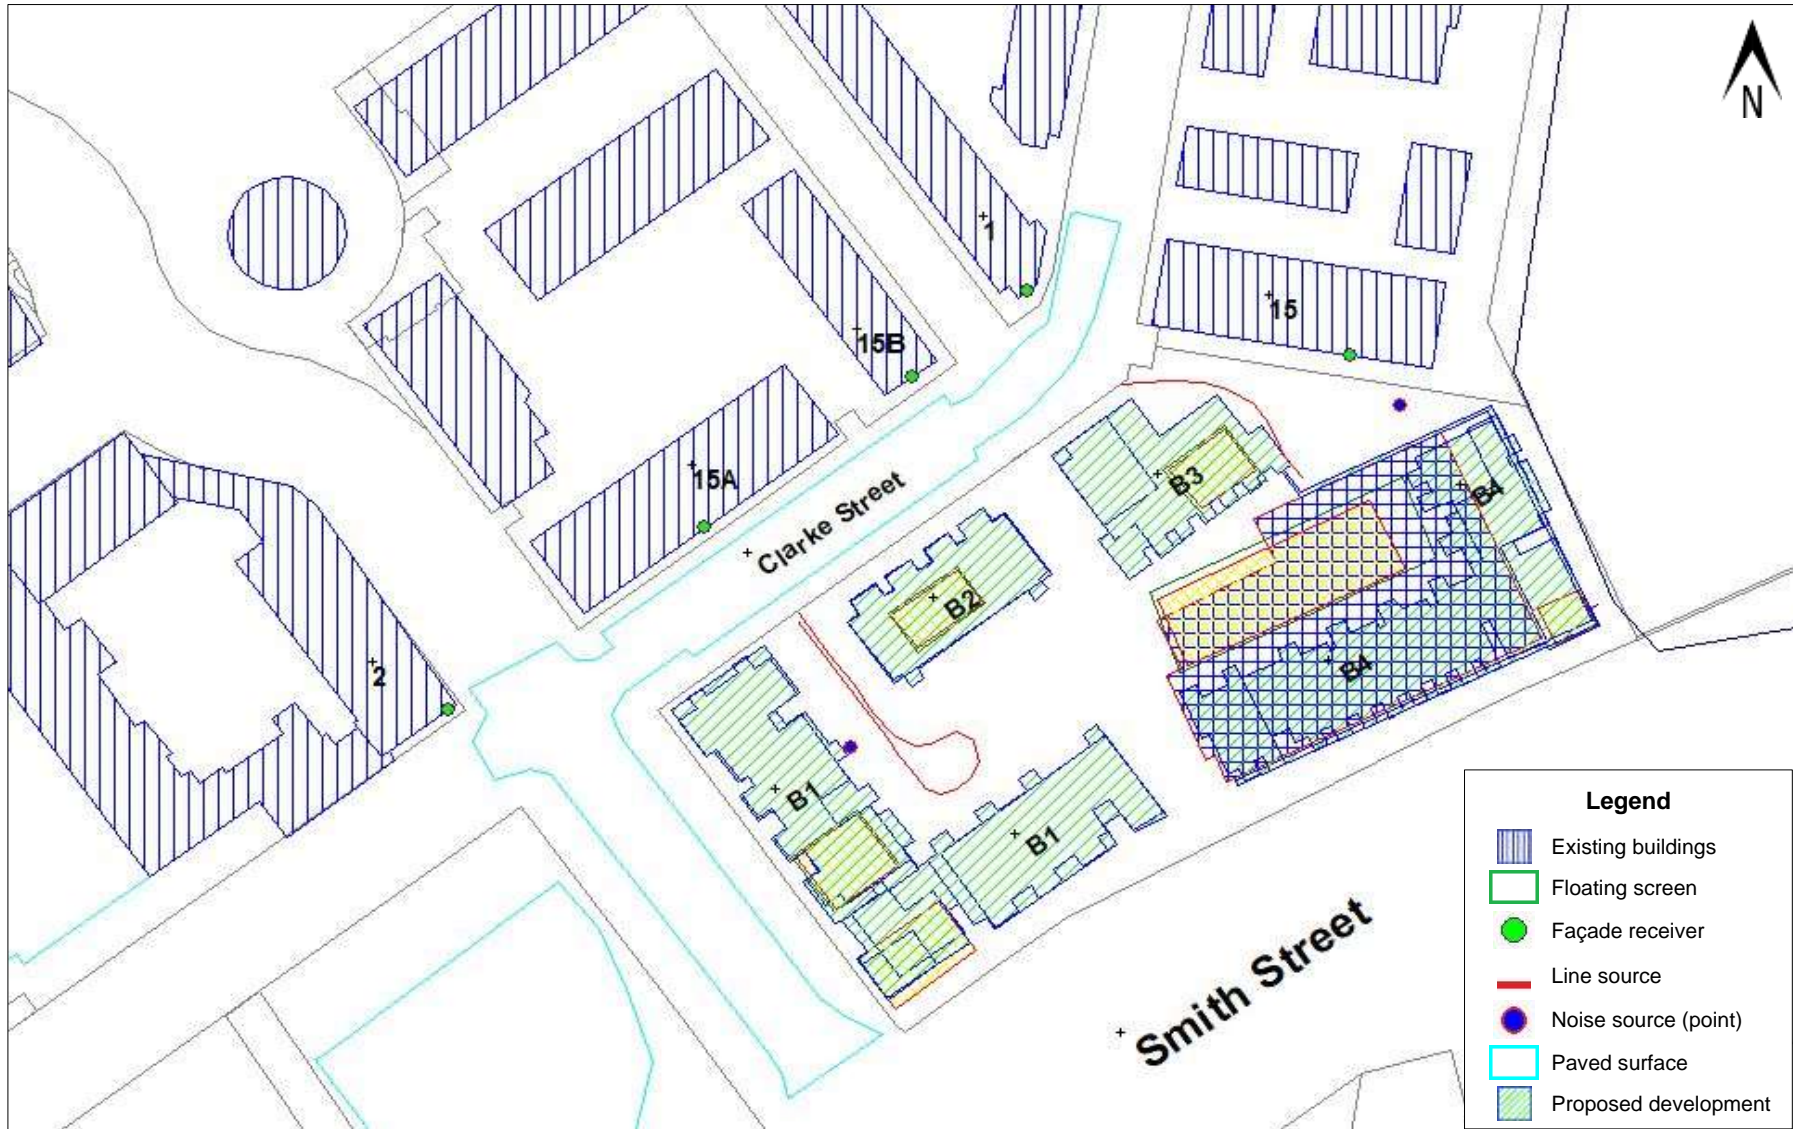 N
1
15
15B
15A
Clarke Street
B3
B4
B2
B4
2
B1
B1
Smith Street
Legend
Existing buildings
Floating screen
Façade receiver
Line source
Noise source (point)
Paved surface
Proposed development